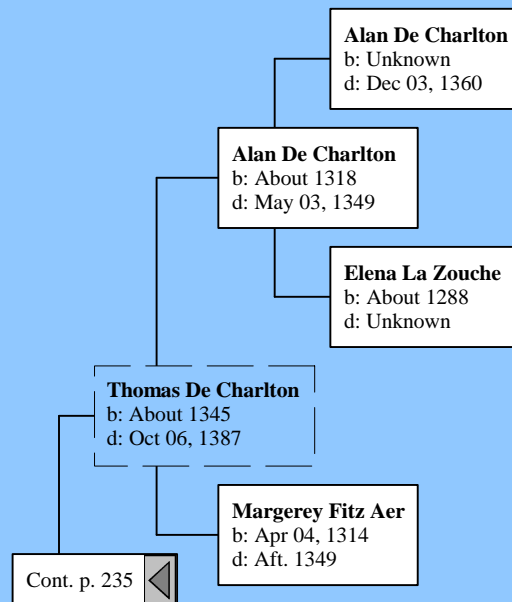 Alan De Charlton
b: Unknown
d: Dec 03, 1360
Alan De Charlton
b: About 1318
d: May 03, 1349
Elena La Zouche
b: About 1288
d: Unknown
Thomas De Charlton
b: About 1345
d: Oct 06, 1387
Margerey Fitz Aer
b: Apr 04, 1314
d: Aft. 1349
Cont. p. 235